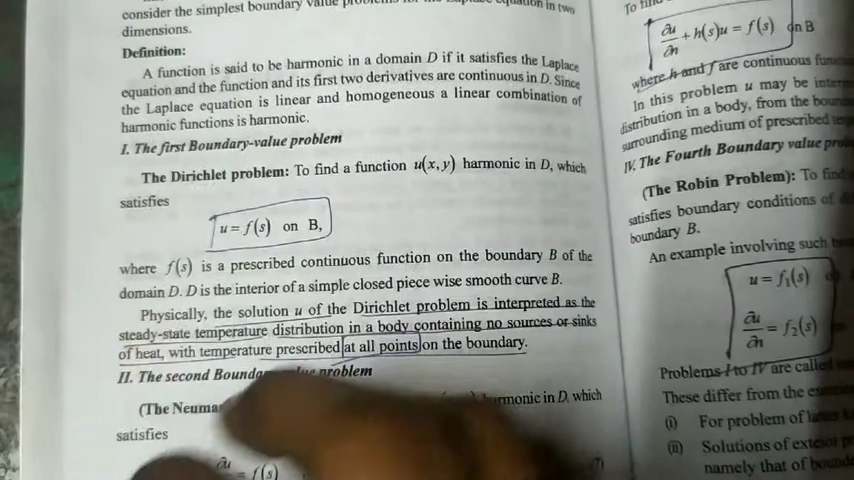 consider the simplest boundary value problems for the Laplace equation in two
dimensions.
Definition:
A function is said to be harmonic in a domain D if it satisfies the Laplace
equation and the function and its first two derivatives are continuous in D. Since
the Laplace equation is linear and homogeneous a linear combination of
harmonic functions is harmonic.
I. The first Boundary-value problem
The Dirichlet problem: To find a function u(x, y) harmonic in D, which
satisfies
u = f(s) on B,
where f(s) is a prescribed continuous function on the boundary B of the
domain D. D is the interior of a simple closed piece wise smooth curve B.
Physically, the solution u of the Dirichlet problem is interpreted as the
steady-state temperature distribution in a body containing no sources or sinks
of heat, with temperature prescribed at all points on the boundary.
II. The second problem
(The
in D, which
satisfies
∂u = f(s)
To find
∂u/∂n + h(s)u = f(s) on B
where h and f are continuous
In this problem u may be
distribution in a body, from the
surrounding medium of prescribed
IV. The Fourth Boundary value
(The Robin Problem): To find
satisfies boundary conditions of
boundary B.
An example involving such
u = f₁(s)
∂u/∂n = f₂(s)
Problems I to IV are called
These differ from the
(i) For problem of
(ii) Solutions of
namely that of